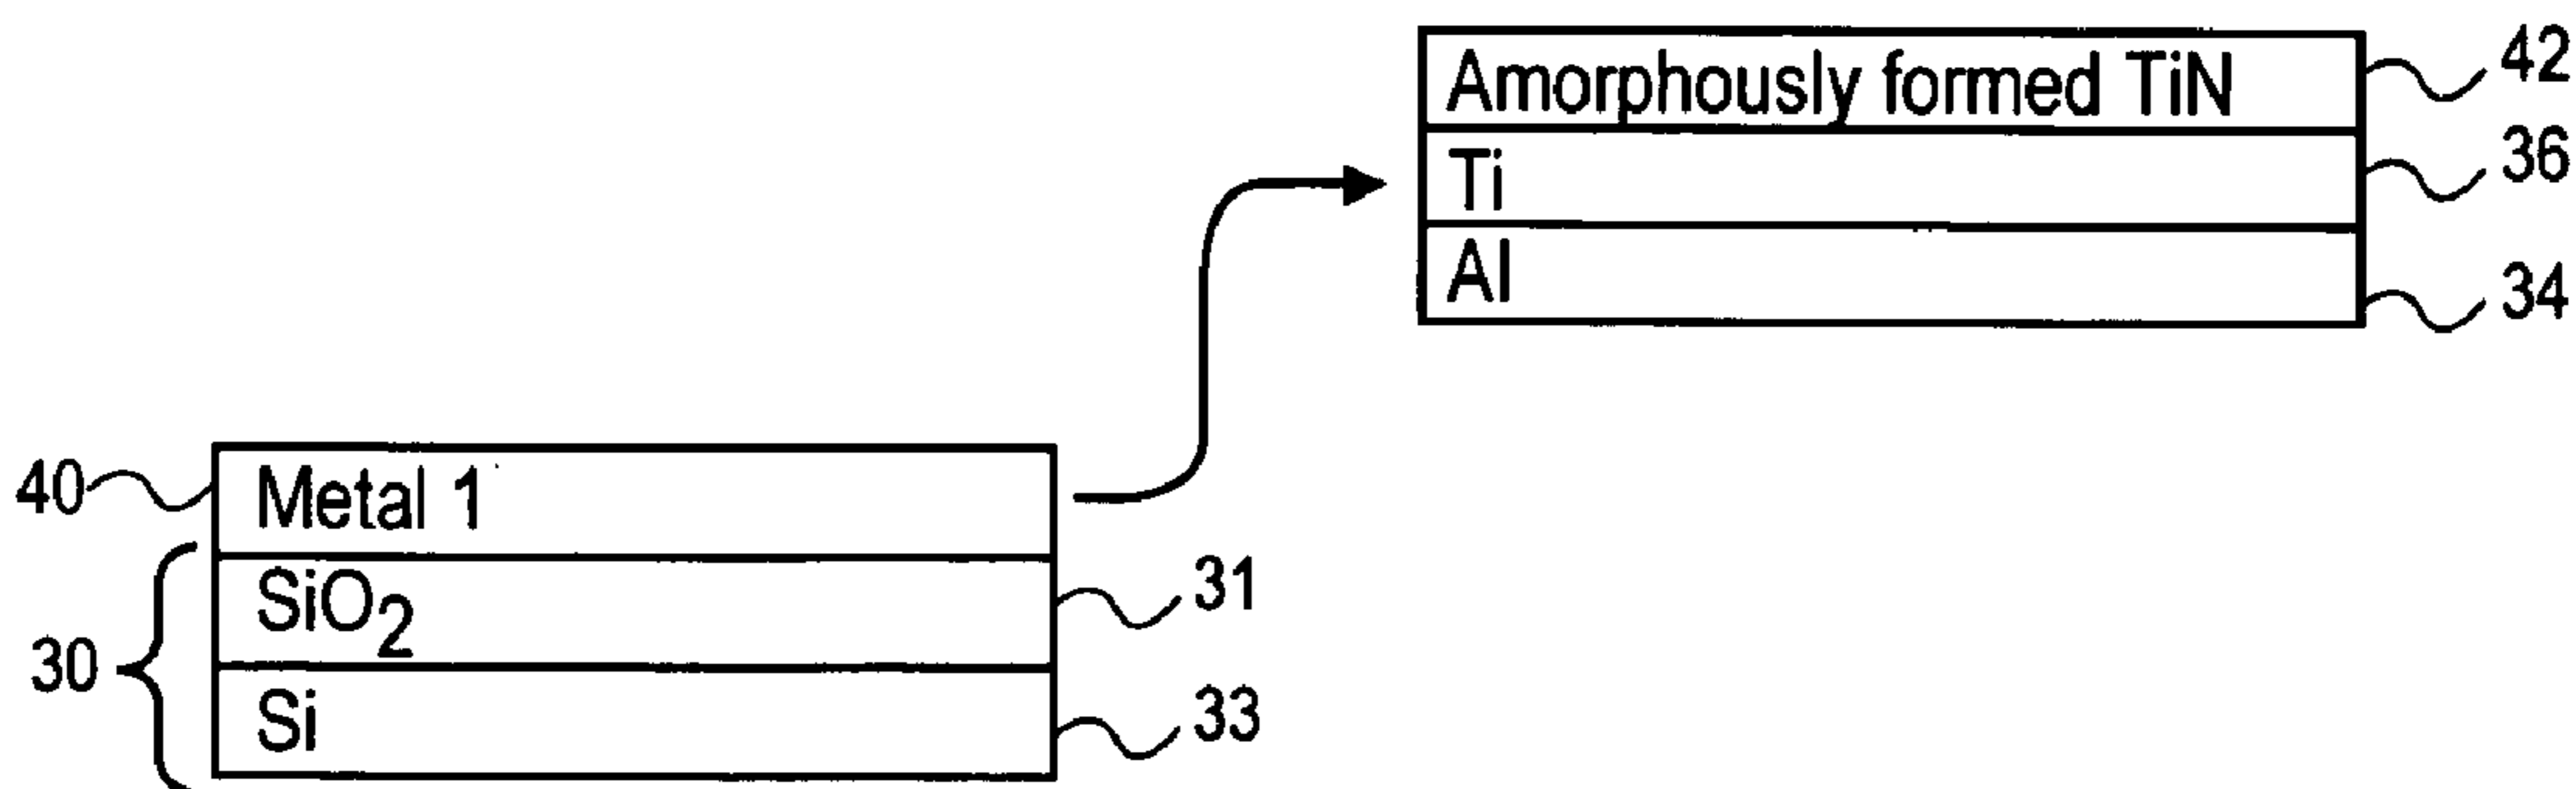 Amorphously formed TiN 42
Ti 36
Al 34
40 Metal 1
SiO2 31
30
Si 33